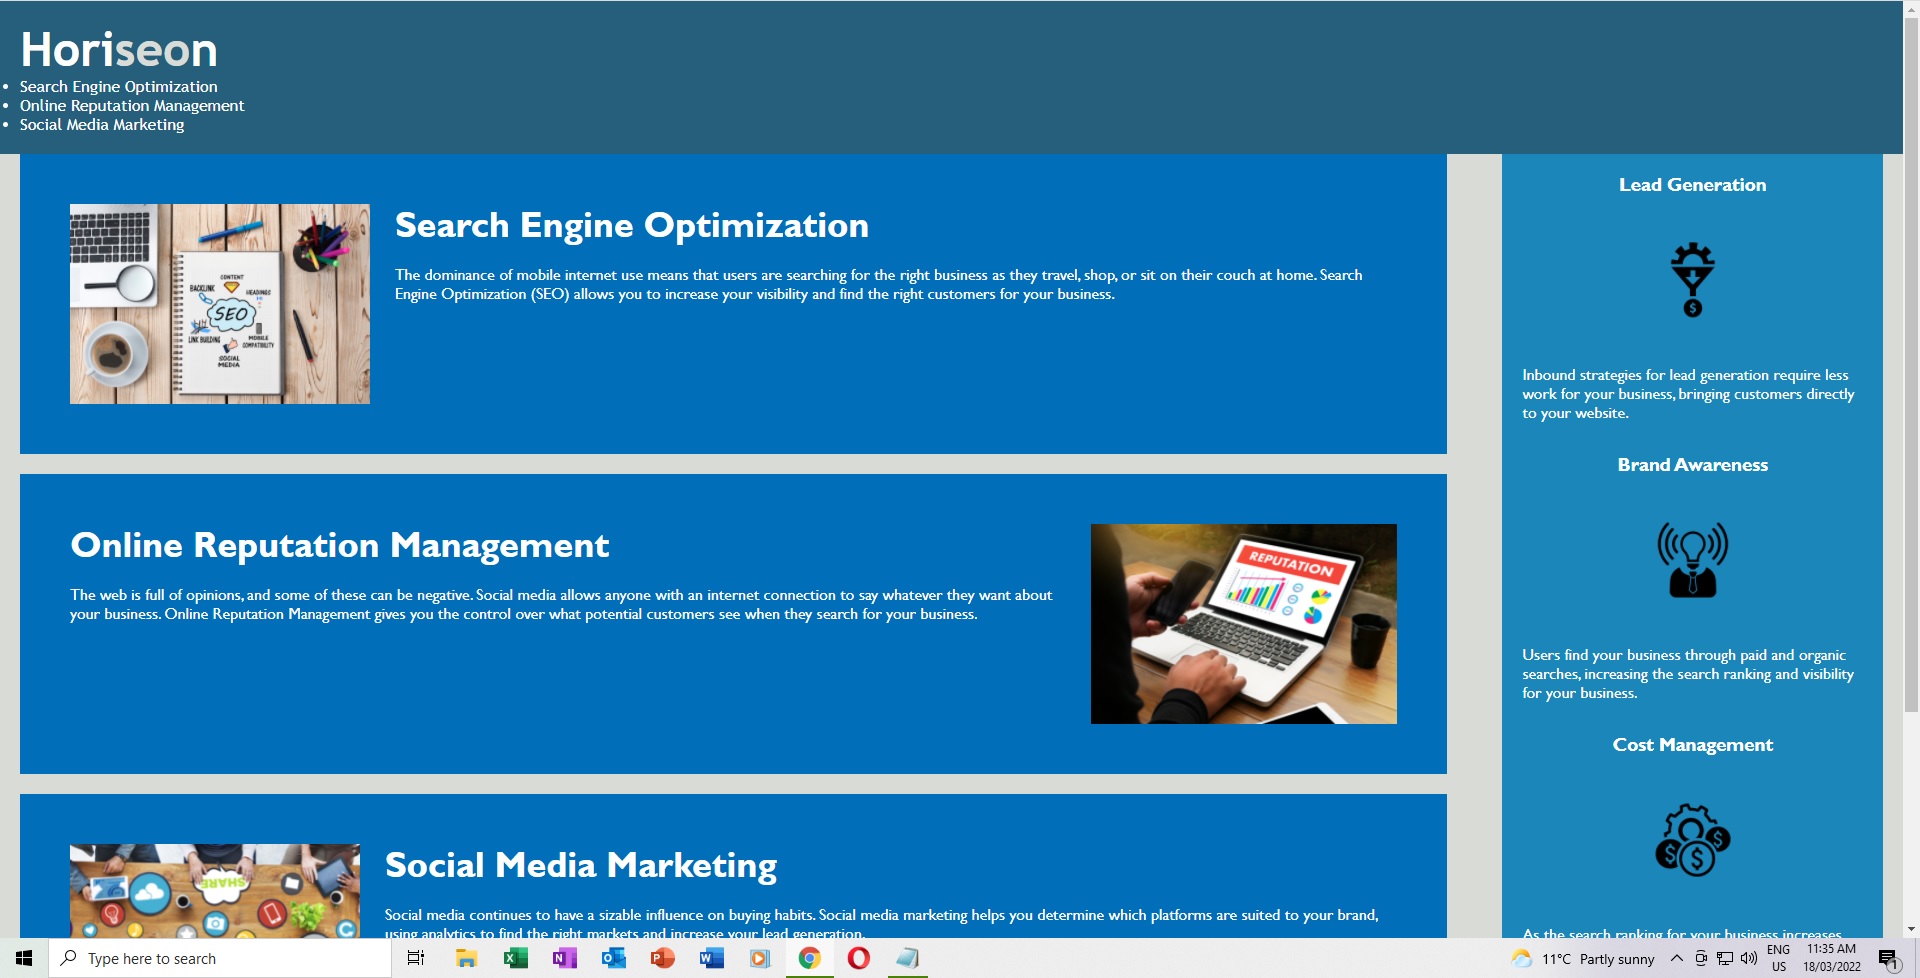 Horiseon
Search Engine Optimization
Online Reputation Management
Social Media Marketing
Search Engine Optimization
The dominance of mobile internet use means that users are searching for the right business as they travel, shop, or sit on their couch at home. Search
Engine Optimization (SEO) allows you to increase your visibility and find the right customers for your business.
CONTENT
BACKLINK
HEADINGS
SEO
LINK BUILDING
MOBILE
COMPATIBILITY
SOCIAL
MEDIA
Online Reputation Management
The web is full of opinions, and some of these can be negative. Social media allows anyone with an internet connection to say whatever they want about
your business. Online Reputation Management gives you the control over what potential customers see when they search for your business.
REPUTATION
Social Media Marketing
Social media continues to have a sizable influence on buying habits. Social media marketing helps you determine which platforms are suited to your brand,
using analytics to find the right markets and increase your lead generation.
SHARE
Lead Generation
$
Inbound strategies for lead generation require less
work for your business, bringing customers directly
to your website.
Brand Awareness
Users find your business through paid and organic
searches, increasing the search ranking and visibility
for your business.
Cost Management
$ $ $
As the search ranking for your business increases,
Type here to search
11°C Partly sunny
ENG
US
11:35 AM
18/03/2022
1